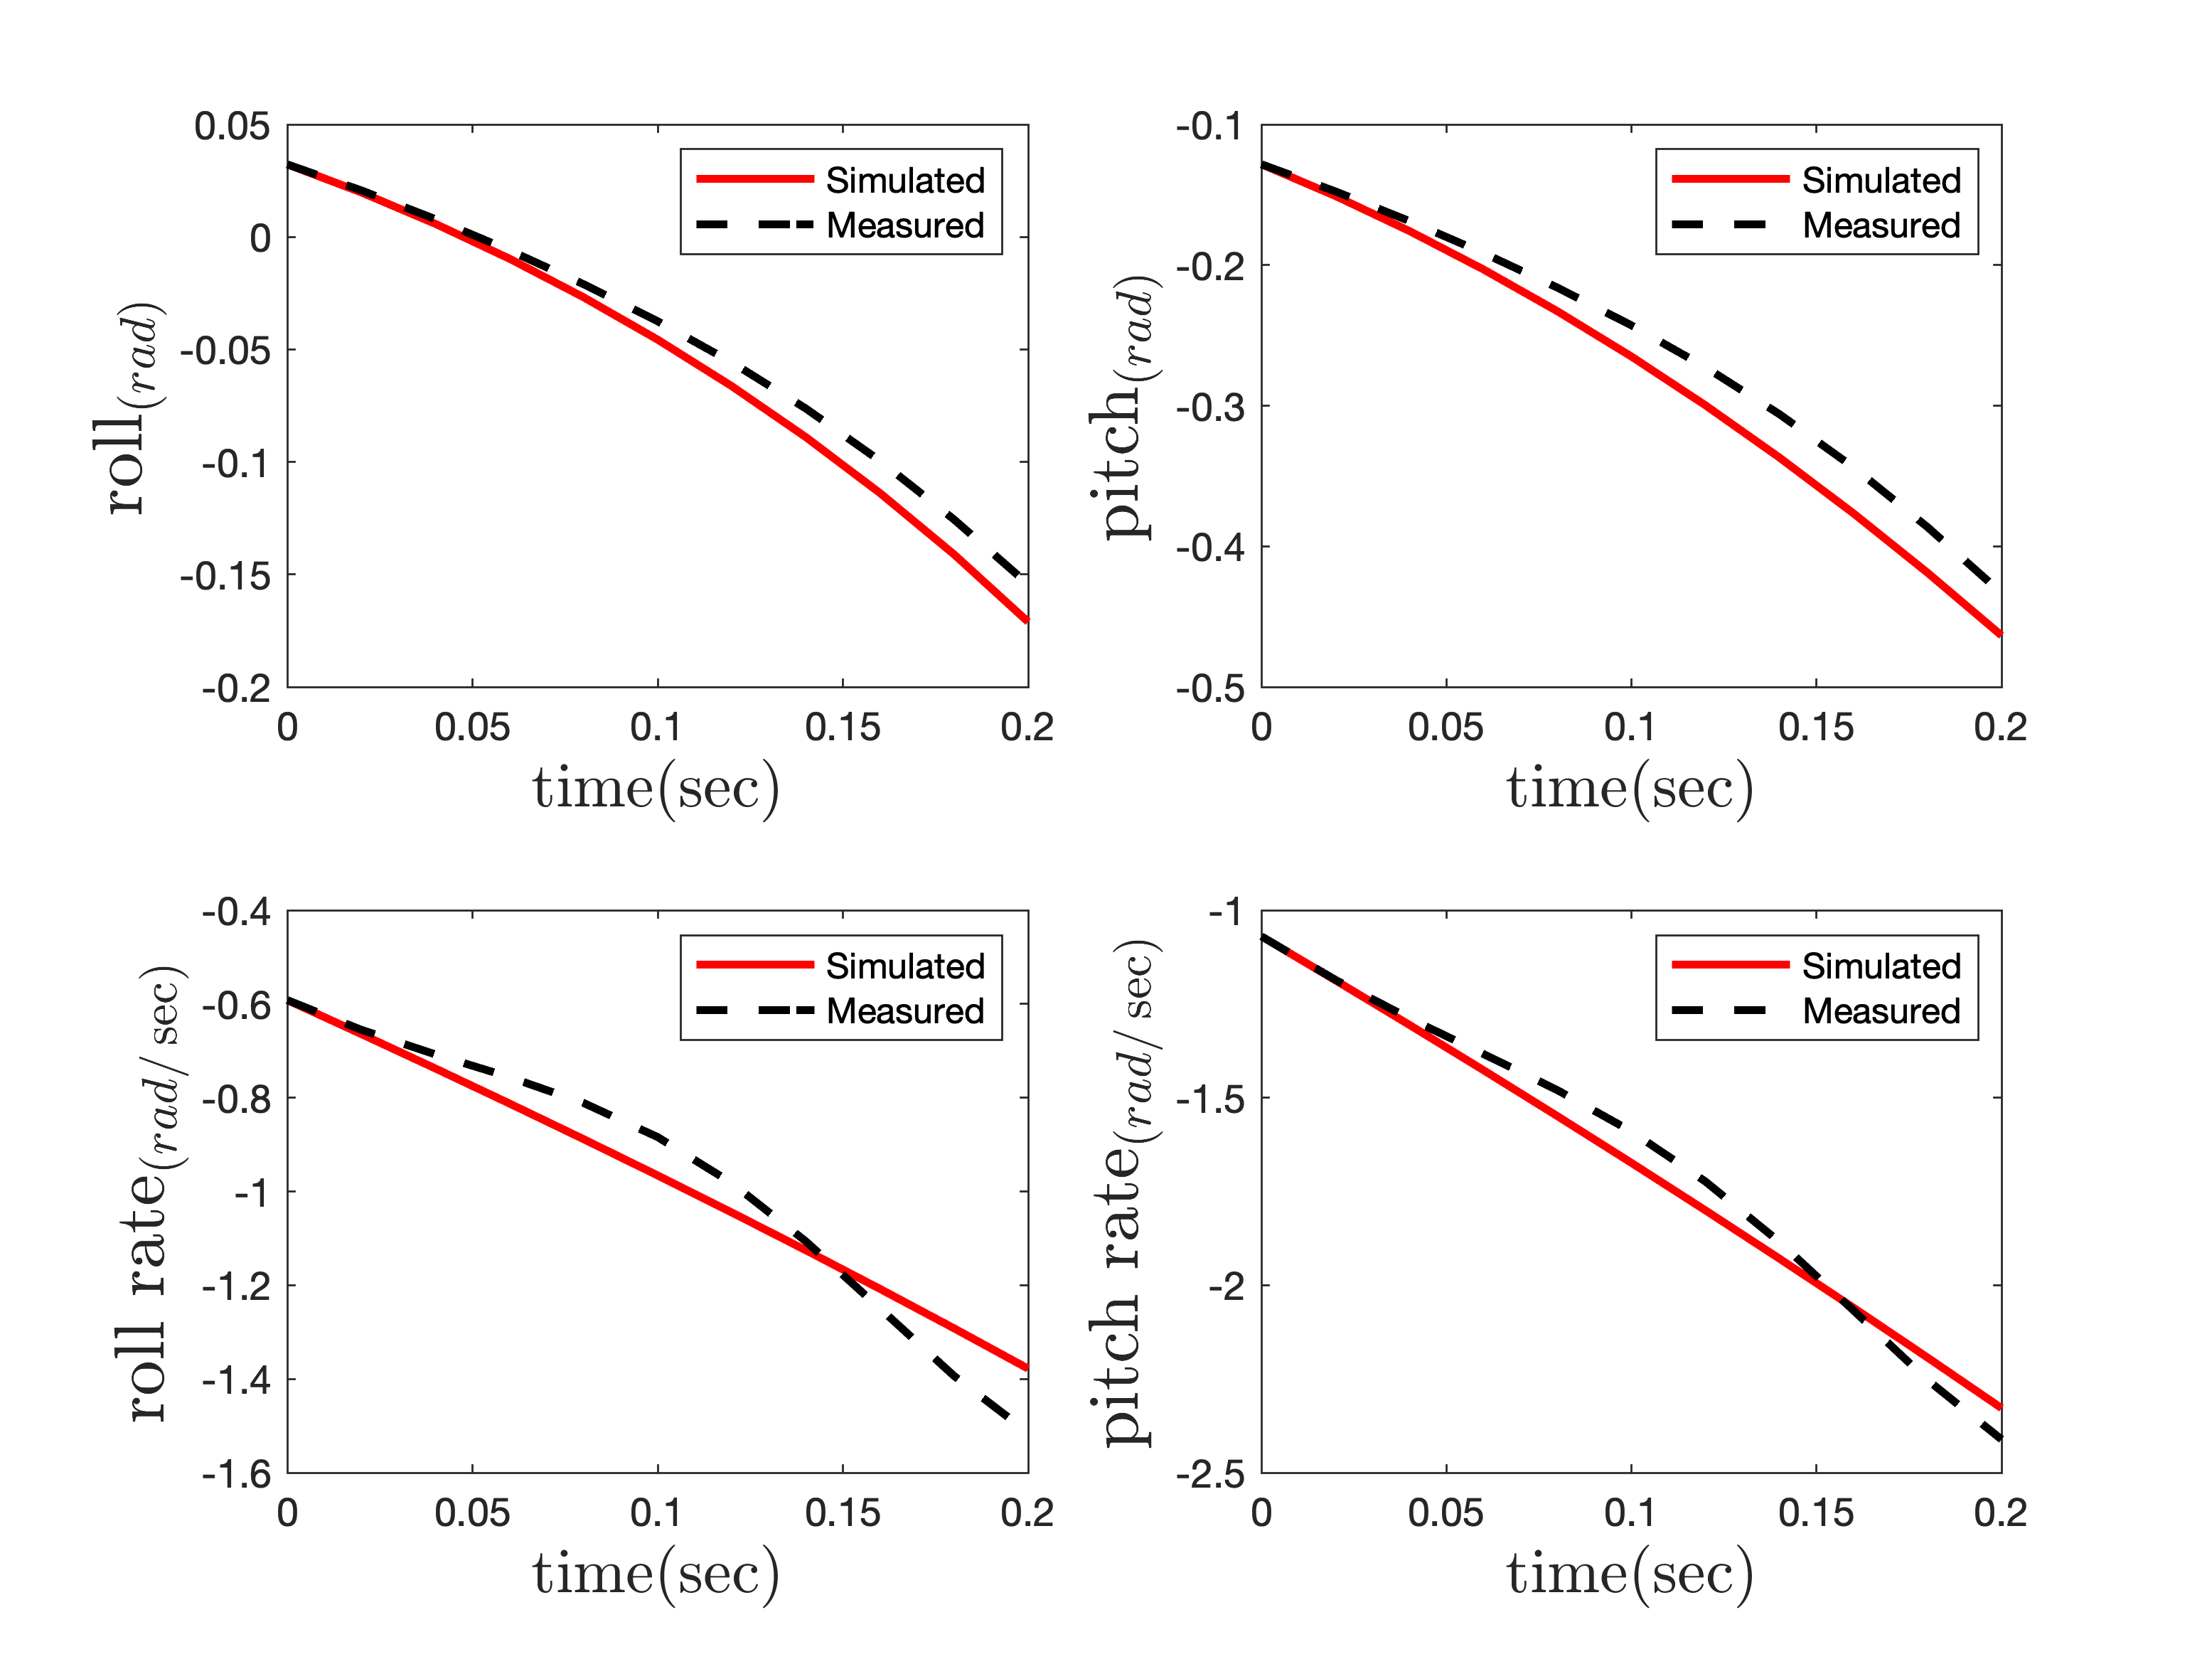 0.05
0
-0.05
-0.1
-0.15
-0.2
roll(rad)
Simulated
Measured
0 0.05 0.1 0.15 0.2
time(sec)
-0.1
-0.2
-0.3
-0.4
-0.5
pitch(rad)
Simulated
Measured
0 0.05 0.1 0.15 0.2
time(sec)
-0.4
-0.6
-0.8
-1
-1.2
-1.4
-1.6
roll rate(rad/ sec)
Simulated
Measured
0 0.05 0.1 0.15 0.2
time(sec)
-1
-1.5
-2
-2.5
pitch rate(rad/ sec)
Simulated
Measured
0 0.05 0.1 0.15 0.2
time(sec)